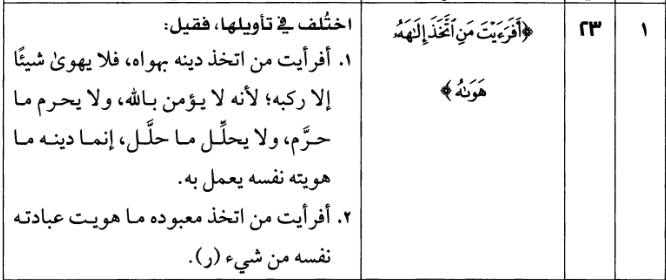 ١
٢٣
﴿أَفَرَءَيْتَ مَنِ ٱتَّخَذَ إِلَٰهَهُۥ
هَوَىٰهُ﴾
اختُلف في تأويلها، فقيل:
١. أفرأيت من اتخذ دينه بهواه، فلا يهوىٰ شيئًا
إلا ركبه؛ لأنه لا يؤمن بالله، ولا يحرم ما
حرَّم، ولا يحلِّل ما حلَّل، إنما دينه ما
هويته نفسه يعمل به.
٢. أفرأيت من اتخذ معبوده ما هويت عبادته
نفسه من شيء (ر).